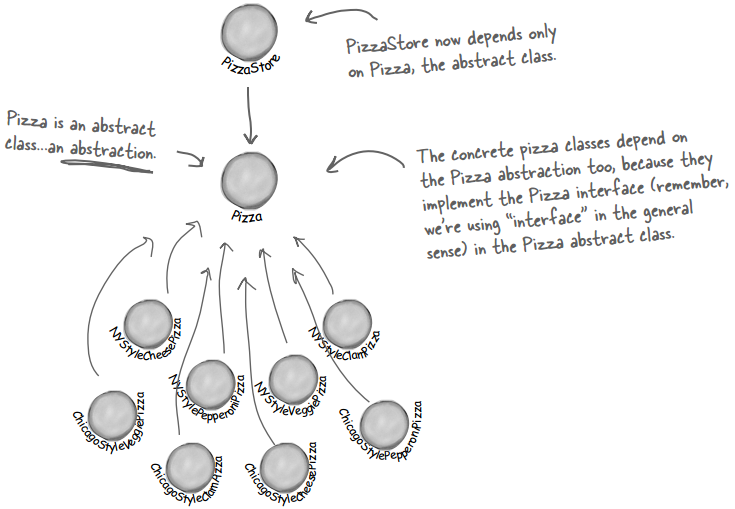 PizzaStore
PizzaStore now depends only
on Pizza, the abstract class.
Pizza is an abstract
class...an abstraction.
Pizza
The concrete pizza classes depend on
the Pizza abstraction too, because they
implement the Pizza interface (remember,
we're using "interface" in the general
sense) in the Pizza abstract class.
NYStyleCheesePizza
NYStyleClamPizza
NYStylePepperoniPizza
NYStyleVeggiePizza
ChicagoStyleVeggiePizza
ChicagoStylePepperoniPizza
ChicagoStyleClamPizza
ChicagoStyleCheesePizza